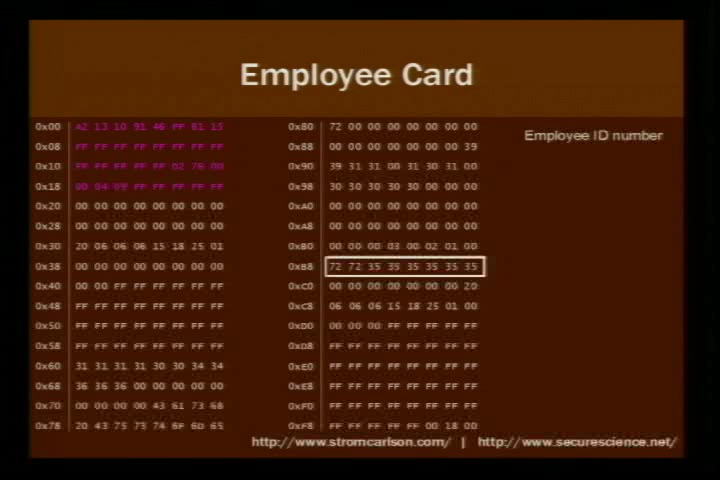 Employee Card
0x00 A2 13 10 91 46 FF 81 15
0x08 FF FF FF FF FF FF FF FF
0x10 FF FF FF FF FF D2 76 00
0x18 00 04 09 FF FF FF FF FF
0x20 00 00 00 00 00 00 00 00
0x28 00 00 00 00 00 00 00 00
0x30 20 06 06 06 15 18 25 01
0x38 00 00 00 00 00 00 00 00
0x40 00 00 FF FF FF FF FF FF
0x48 FF FF FF FF FF FF FF FF
0x50 FF FF FF FF FF FF FF FF
0x58 FF FF FF FF FF FF FF FF
0x60 31 31 31 31 30 30 34 34
0x68 36 36 36 00 00 00 00 00
0x70 00 00 00 00 43 61 73 68
0x78 20 43 75 73 74 6F 6D 65
0x80 72 00 00 00 00 00 00 00
0x88 00 00 00 00 00 00 00 39
0x90 39 31 31 00 31 30 31 00
0x98 30 30 30 30 30 00 00 00
0xA0 00 00 00 00 00 00 00 00
0xA8 00 00 00 00 00 00 00 00
0xB0 00 00 00 03 00 02 01 00
0xB8 72 72 35 35 35 35 35 35
0xC0 00 00 00 00 00 00 00 20
0xC8 06 06 06 15 18 25 01 00
0xD0 00 00 00 FF FF FF FF FF
0xD8 FF FF FF FF FF FF FF FF
0xE0 FF FF FF FF FF FF FF FF
0xE8 FF FF FF FF FF FF FF FF
0xF0 FF FF FF FF FF FF FF FF
0xF8 FF FF FF FF FF 00 18 00
Employee ID number
http://www.stromcarlson.com/ | http://www.securescience.net/